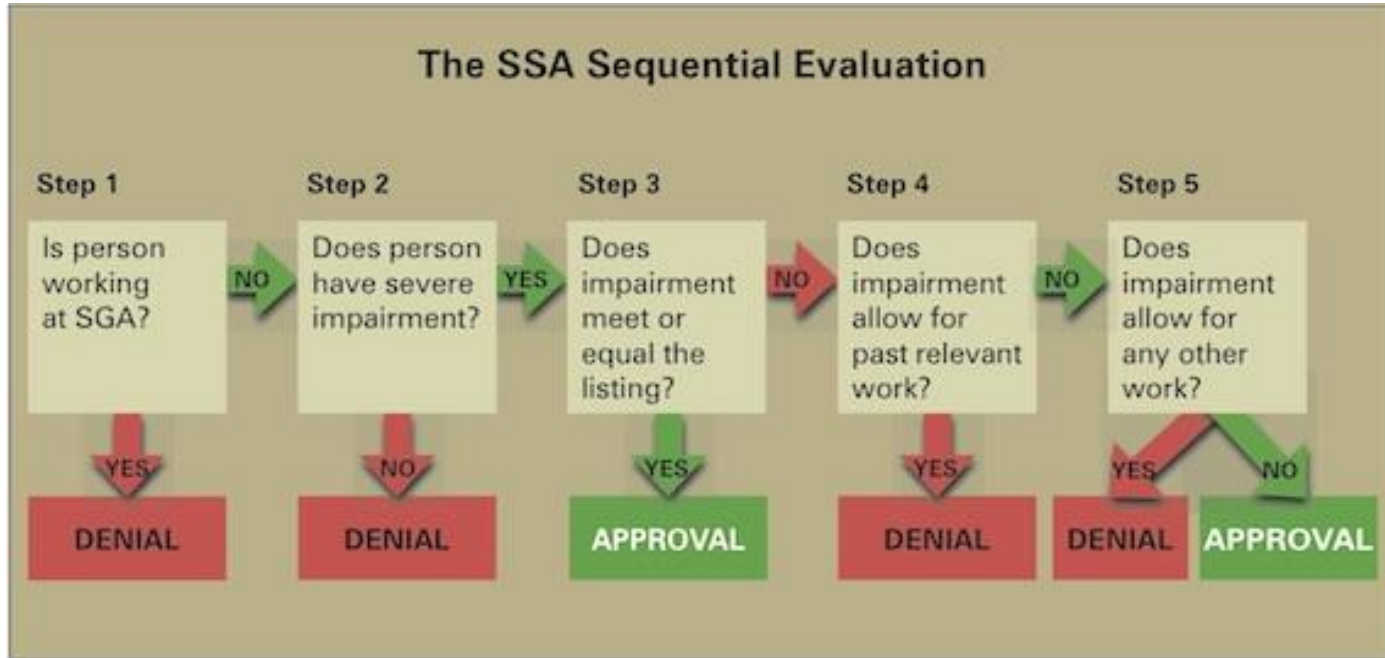 The SSA Sequential Evaluation
Step 1
Is person
working
at SGA?
NO
YES
DENIAL
Step 2
Does person
have severe
impairment?
YES
NO
DENIAL
Step 3
Does
impairment
meet or
equal the
listing?
NO
YES
APPROVAL
Step 4
Does
impairment
allow for
past relevant
work?
NO
YES
DENIAL
Step 5
Does
impairment
allow for
any other
work?
YES
NO
DENIAL
APPROVAL